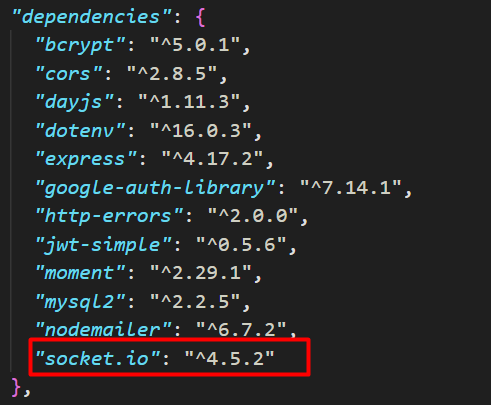 "dependencies": {
"bcrypt": "^5.0.1",
"cors": "^2.8.5",
"dayjs": "^1.11.3",
"dotenv": "^16.0.3",
"express": "^4.17.2",
"google-auth-library": "^7.14.1",
"http-errors": "^2.0.0",
"jwt-simple": "^0.5.6",
"moment": "^2.29.1",
"mysql2": "^2.2.5",
"nodemailer": "^6.7.2",
"socket.io": "^4.5.2"
},